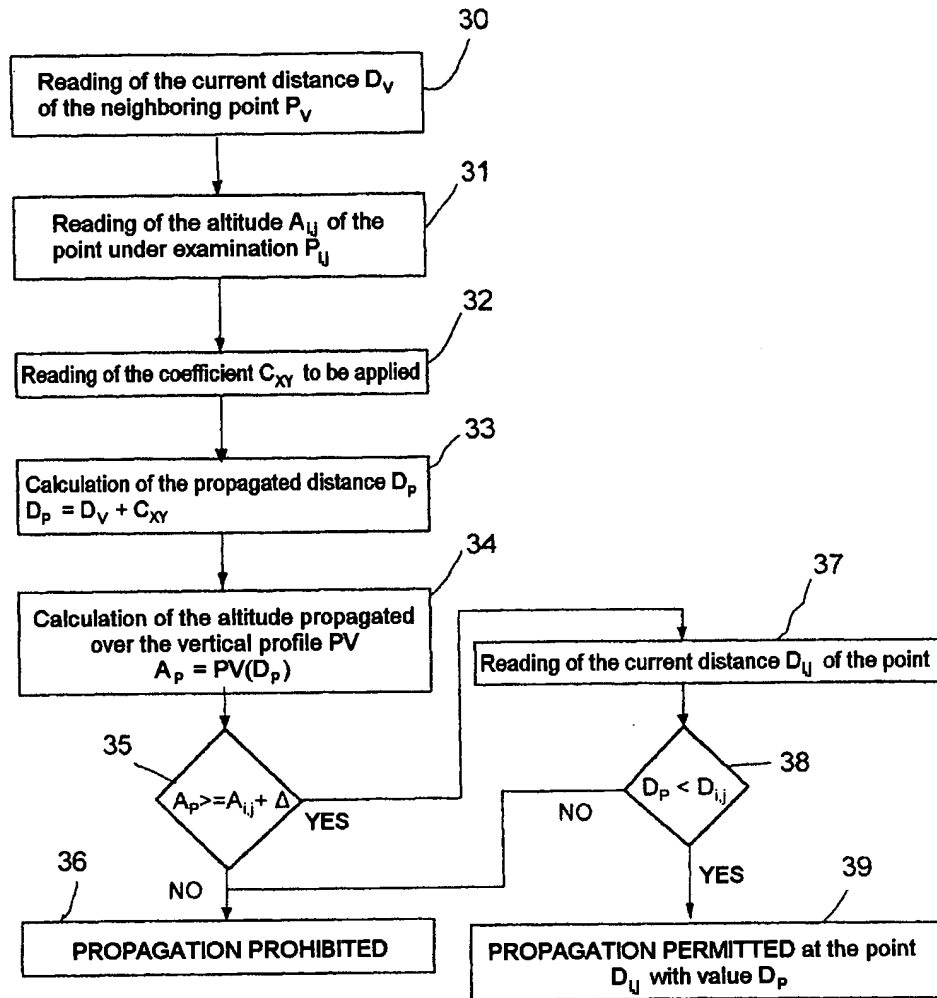 30
Reading of the current distance D_V
of the neighboring point P_V
31
Reading of the altitude A_i,j of the
point under examination P_i,j
32
Reading of the coefficient C_XY to be applied
33
Calculation of the propagated distance D_p
D_p = D_V + C_XY
34
Calculation of the altitude propagated
over the vertical profile PV
A_p = PV(D_p)
37
Reading of the current distance D_i,j of the point
35
A_P>=A_i,j+ Δ
YES
38
D_P < D_i,j
NO
36
NO
YES
39
PROPAGATION PROHIBITED
PROPAGATION PERMITTED at the point
D_i,j with value D_P